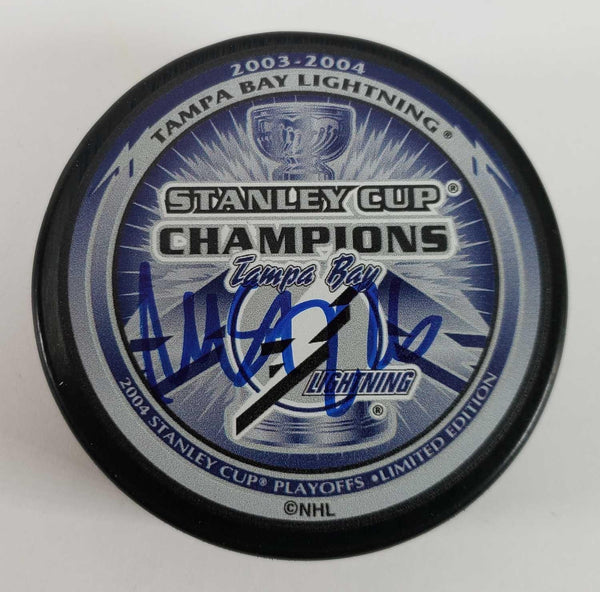 2003-2004
TAMPA BAY LIGHTNING®
STANLEY CUP®
CHAMPIONS
Tampa Bay
LIGHTNING
®
2004 STANLEY CUP® PLAYOFFS • LIMITED EDITION
©NHL